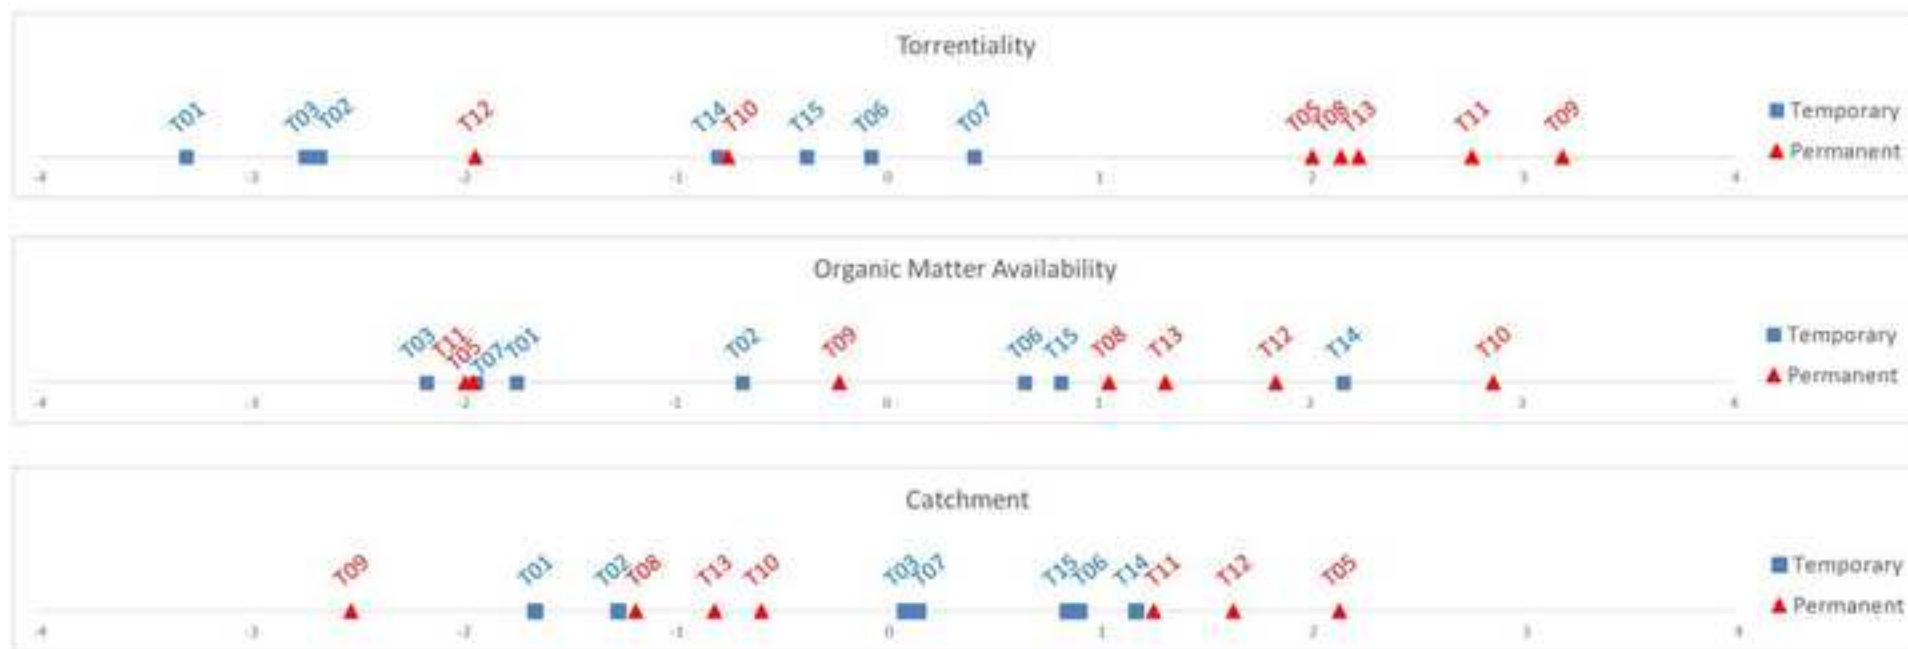 Torrentiality
T01 T03 T02 T12 T14 T10 T15 T06 T07 T05 T08 T13 T11 T09
-4 -3 -2 -1 0 1 2 3 4
Temporary
Permanent
Organic Matter Availability
T03 T11 T05 T07 T01 T02 T09 T06 T15 T08 T13 T12 T14 T10
-4 -3 -2 -1 0 1 2 3 4
Temporary
Permanent
Catchment
T09 T01 T02 T08 T13 T10 T03 T07 T15 T06 T14 T11 T12 T05
-4 -3 -2 -1 0 1 2 3 4
Temporary
Permanent